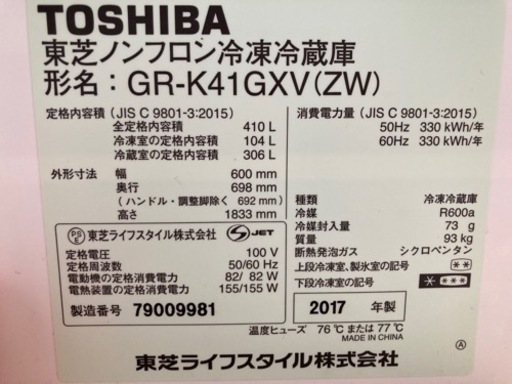 TOSHIBA
東芝ノンフロン冷凍冷蔵庫
形名：GR-K41GXV(ZW)
定格内容積（JIS C 9801-3:2015）
全定格内容積 410 L
冷凍室の定格内容積 104 L
冷蔵室の定格内容積 306 L
外形寸法 幅 600 mm
奥行 698 mm
（ハンドル・調整脚除く 692 mm）
高さ 1833 mm
消費電力量（JIS C 9801-3:2015）
50Hz 330 kWh/年
60Hz 330 kWh/年
種類 冷凍冷蔵庫
冷媒 R600a
冷媒封入量 73 g
質量 93 kg
断熱発泡ガス シクロペンタン
上段冷凍室、製氷室の記号 **
下段冷凍室の記号 * ***
PSE 東芝ライフスタイル株式会社 S JET
定格電圧 100 V
定格周波数 50/60 Hz
電動機の定格消費電力 82/ 82 W
電熱装置の定格消費電力 155/155 W
製造番号 79009981
2017 年製
温度ヒューズ 76℃ または 77℃
MADE IN CHINA
東芝ライフスタイル株式会社
A